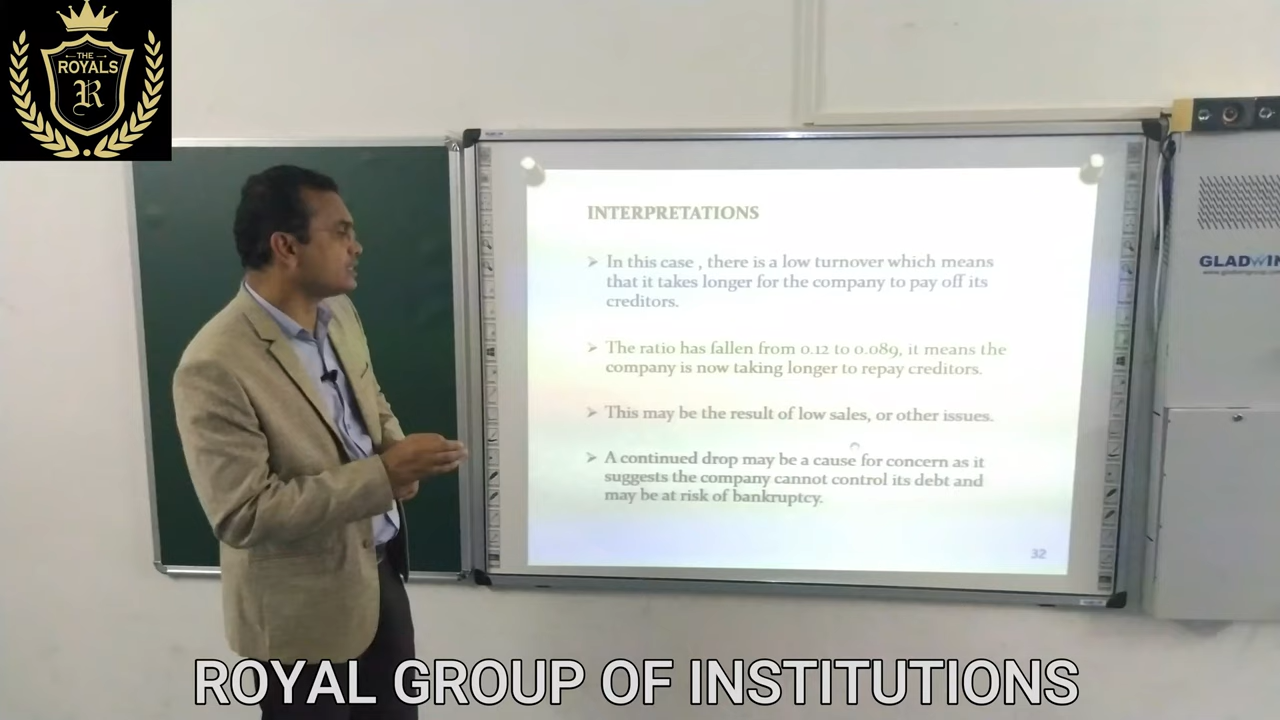 THE
ROYALS
R
INTERPRETATIONS
➢ In this case , there is a low turnover which means
that it takes longer for the company to pay off its
creditors.
➢ The ratio has fallen from 0.12 to 0.089, it means the
company is now taking longer to repay creditors.
➢ This may be the result of low sales, or other issues.
➢ A continued drop may be a cause for concern as it
suggests the company cannot control its debt and
may be at risk of bankruptcy.
32
GLADWIN
www.gladwingroup.com
ROYAL GROUP OF INSTITUTIONS